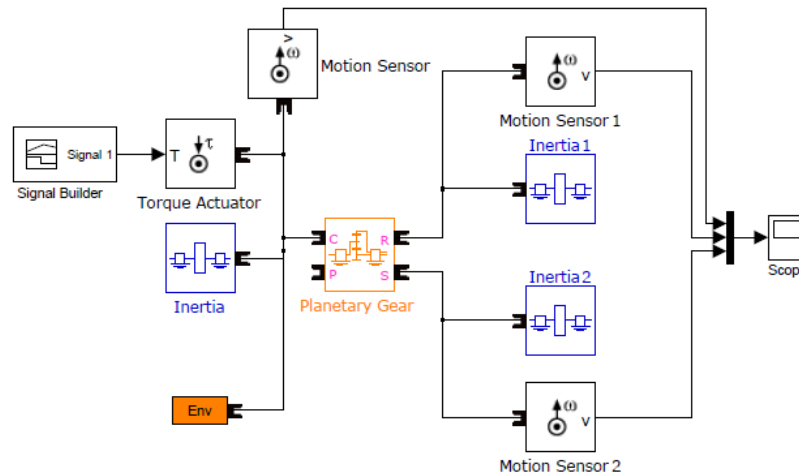 >
ω
Motion Sensor
ω
V
Motion Sensor 1
Signal 1
Signal Builder
T
τ
Torque Actuator
Inertia 1
Inertia
C
R
P
S
Planetary Gear
Scop
Inertia 2
Env
ω
V
Motion Sensor 2